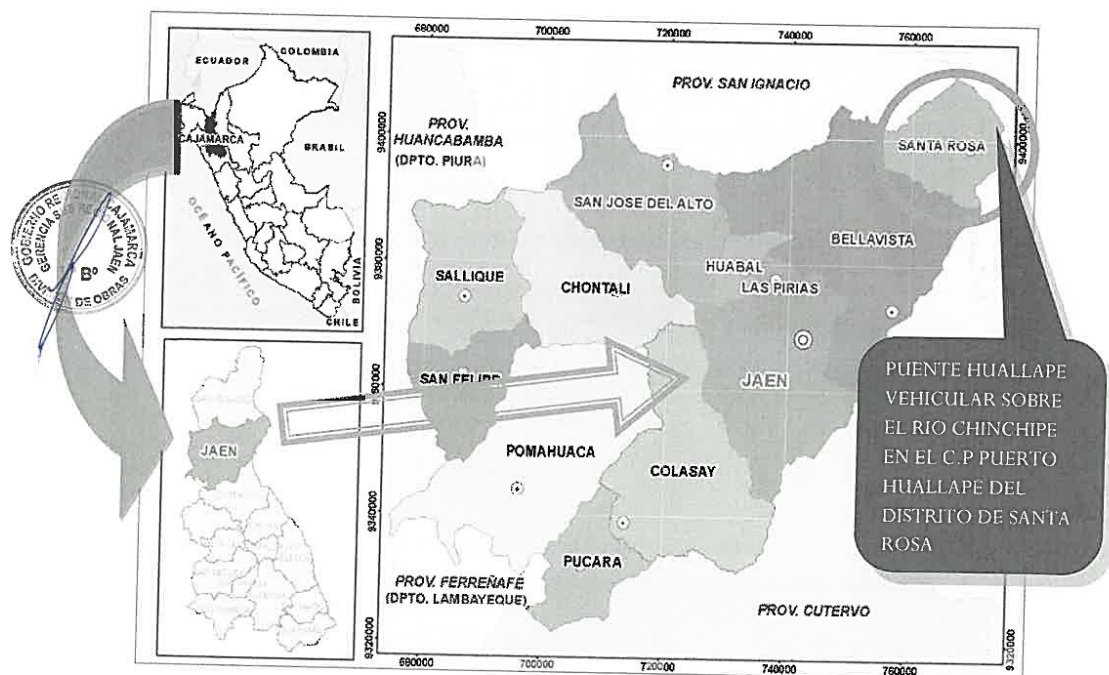 680000
700000
720000
740000
760000
ECUADOR
COLOMBIA
CAJAMARCA
BRASIL
OCEANO PACÍFICO
BOLIVIA
CHILE
PROV. SAN IGNACIO
PROV.
HUANCABAMBA
(DPTO. PIURA)
9400000
SANTA ROSA
9400000
SAN JOSE DEL ALTO
BELLAVISTA
9380000
SALLIQUE
CHONTALI
HUABAL
LAS PIRIAS
GOBIERNO CAJAMARCA
GERENCIA JAEN
Bº
DE OBRAS
JAEN
SAN FELIPE
JAEN
POMAHUACA
COLASAY
9340000
PUCARA
PROV. FERREÑAFE
(DPTO. LAMBAYEQUE)
PROV. CUTERVO
9320000
9320000
680000
700000
720000
740000
760000
PUENTE HUALLAPE
VEHICULAR SOBRE
EL RIO CHINCHIPE
EN EL C.P PUERTO
HUALLAPE DEL
DISTRITO DE SANTA
ROSA